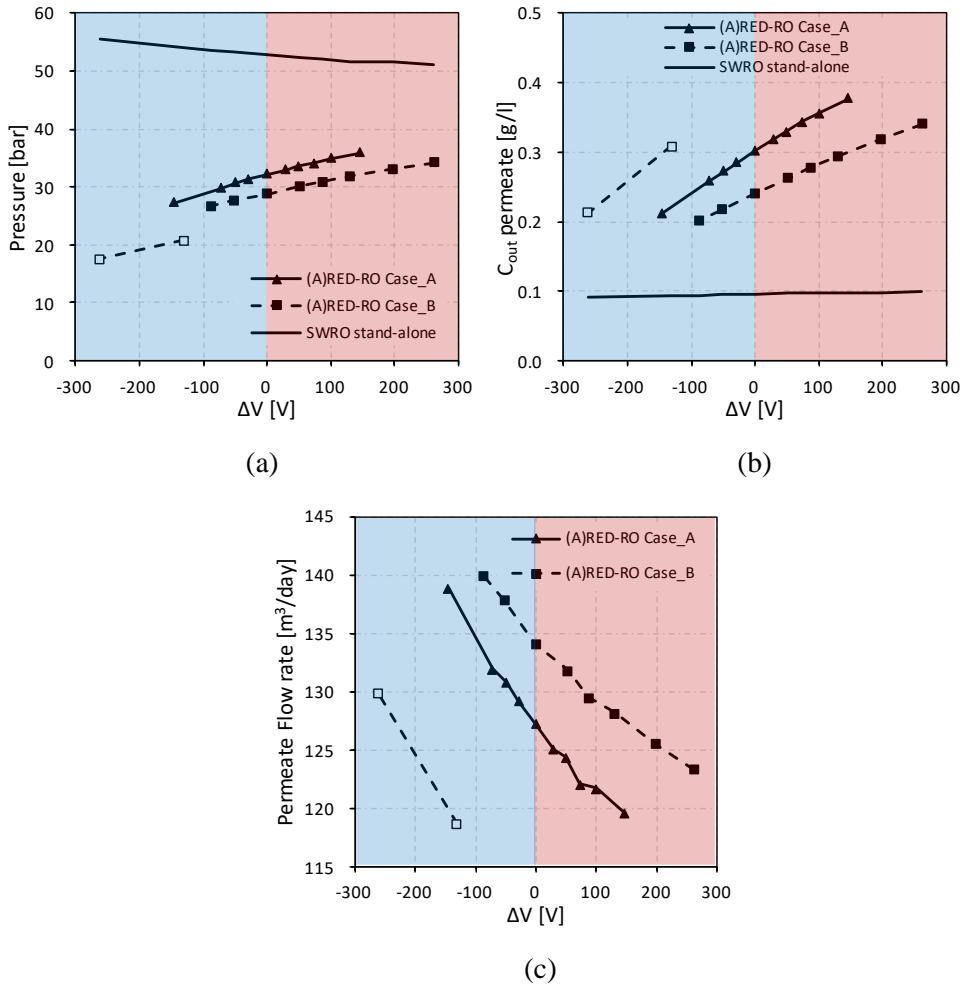 60
50
40
30
20
10
0
Pressure [bar]
(A)RED-RO Case_A
(A)RED-RO Case_B
SWRO stand-alone
-300 -200 -100 0 100 200 300
ΔV [V]
(a)
(A)RED-RO Case_A
(A)RED-RO Case_B
SWRO stand-alone
0.5
0.4
0.3
0.2
0.1
0.0
Cout permeate [g/l]
-300 -200 -100 0 100 200 300
ΔV [V]
(b)
145
140
135
130
125
120
115
Permeate Flow rate [m³/day]
(A)RED-RO Case_A
(A)RED-RO Case_B
-300 -200 -100 0 100 200 300
ΔV [V]
(c)